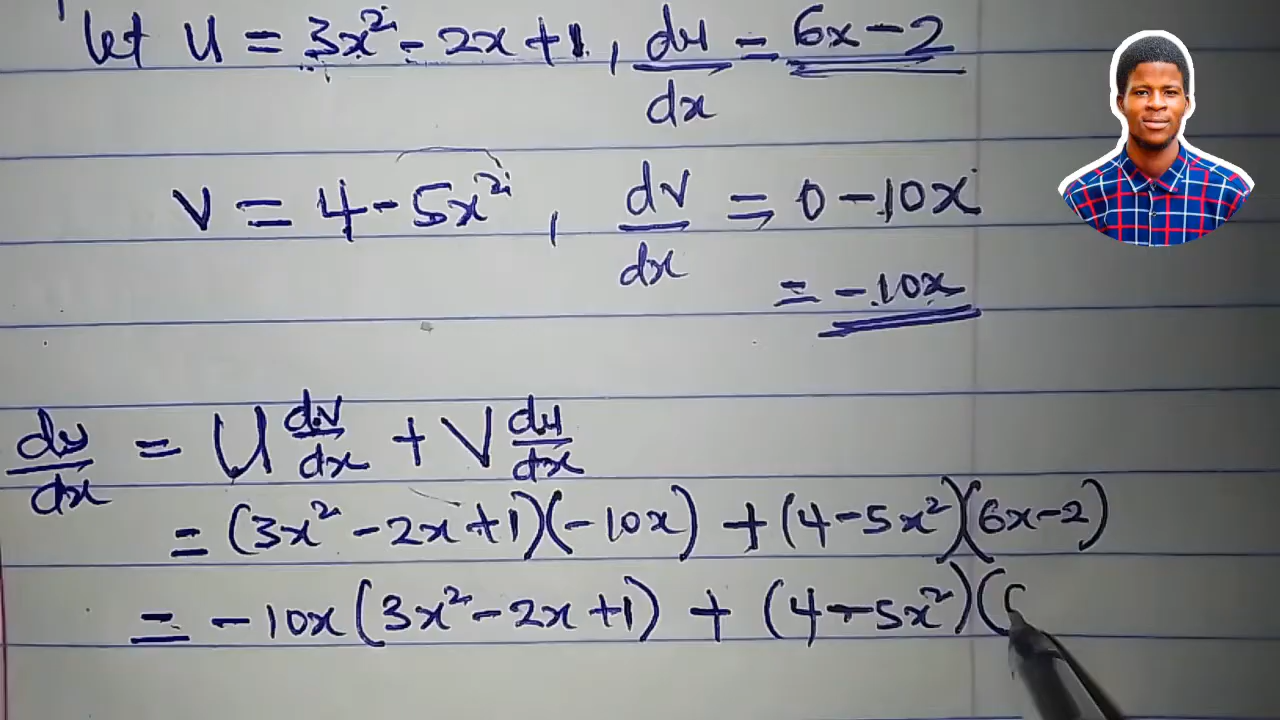 let U = 3x² - 2x + 1, du/dx = 6x - 2
V = 4 - 5x², dv/dx = 0 - 10x
= -10x
dy/dx = U dv/dx + V du/dx
= (3x² - 2x + 1)(-10x) + (4 - 5x²)(6x - 2)
= -10x(3x² - 2x + 1) + (4 - 5x²)(